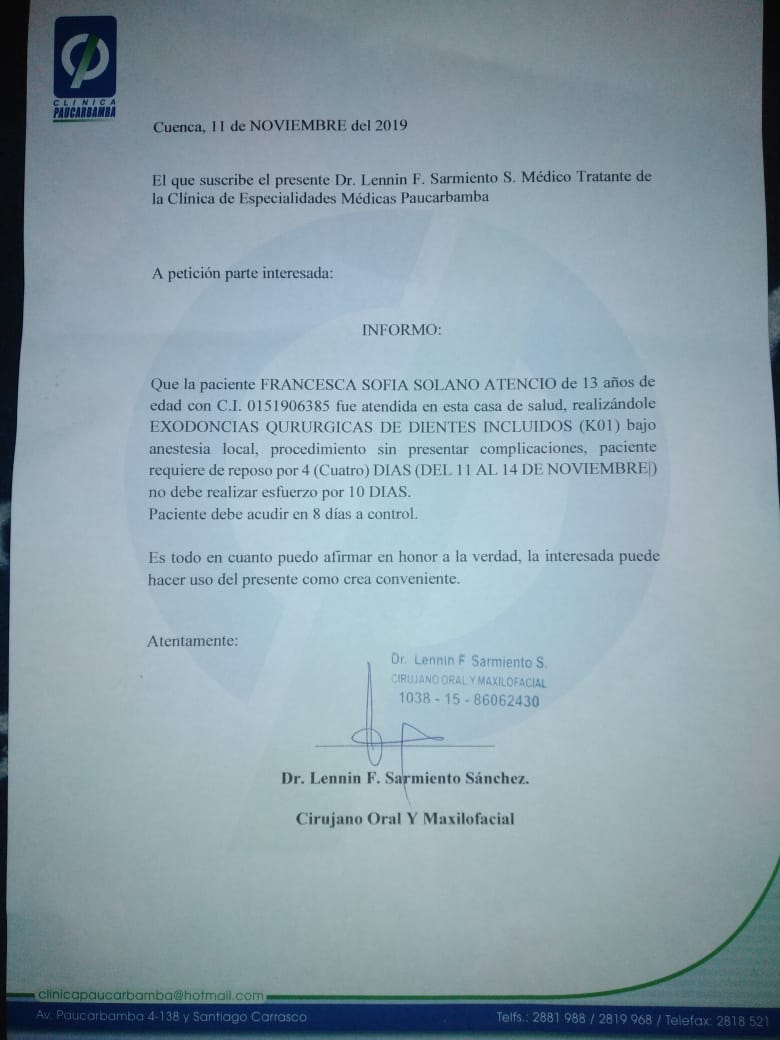 CLINICA
PAUCARBAMBA
Cuenca, 11 de NOVIEMBRE del 2019
El que suscribe el presente Dr. Lennin F. Sarmiento S. Médico Tratante de
la Clínica de Especialidades Médicas Paucarbamba
A petición parte interesada:
INFORMO:
Que la paciente FRANCESCA SOFIA SOLANO ATENCIO de 13 años de
edad con C.I. 0151906385 fue atendida en esta casa de salud, realizándole
EXODONCIAS QURURGICAS DE DIENTES INCLUIDOS (K01) bajo
anestesia local, procedimiento sin presentar complicaciones, paciente
requiere de reposo por 4 (Cuatro) DIAS (DEL 11 AL 14 DE NOVIEMBRE|)
no debe realizar esfuerzo por 10 DIAS.
Paciente debe acudir en 8 días a control.
Es todo en cuanto puedo afirmar en honor a la verdad, la interesada puede
hacer uso del presente como crea conveniente.
Atentamente:
Dr. Lennin F Sarmiento S.
CIRUJANO ORAL Y MAXILOFACIAL
1038 - 15 - 86062430
Dr. Lennin F. Sarmiento Sánchez.
Cirujano Oral Y Maxilofacial
clinicapaucarbamba@hotmail.com
Av. Paucarbamba 4-138 y Santiago Carrasco
Telfs.: 2881 988 / 2819 968 / Telefax: 2818 521